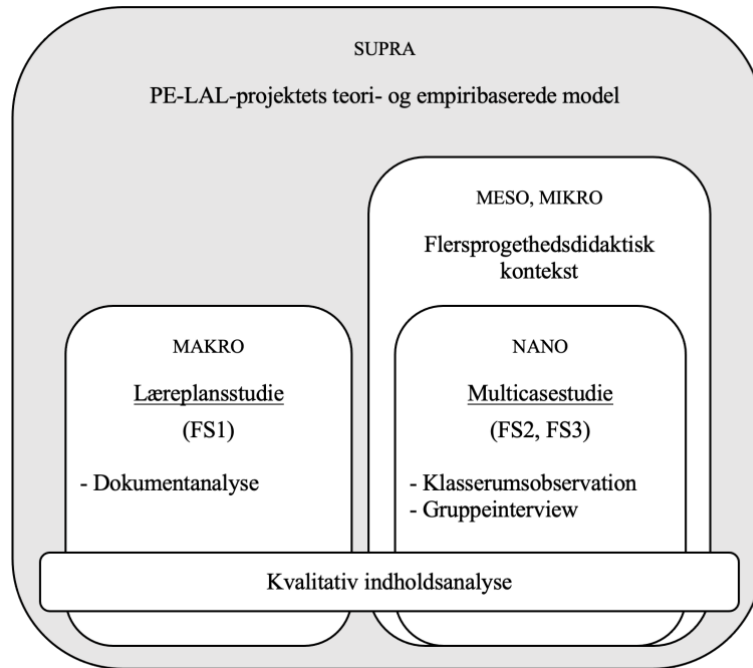 SUPRA
PE-LAL-projektets teori- og empiribaserede model
MESO, MIKRO
Flersprogethedsdidaktisk
kontekst
MAKRO
Læreplansstudie
(FS1)
- Dokumentanalyse
NANO
Multicasestudie
(FS2, FS3)
- Klasserumsobservation
- Gruppeinterview
Kvalitativ indholdsanalyse